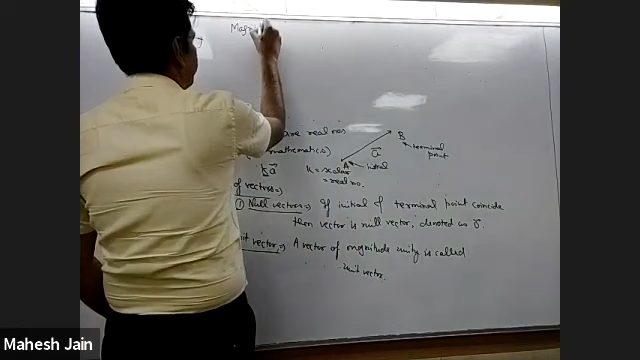 Mag
are real nos
mathematics)
B
a⃗
terminal
point
k a⃗
k = scalar
= real no.
A
initial
of vectors ⇒
① Null vectors ⇒ If initial & terminal point coincide
then vector is null vector, denoted as o⃗.
it vector ⇒ A vector of magnitude unity is called
unit vector.
Mahesh Jain